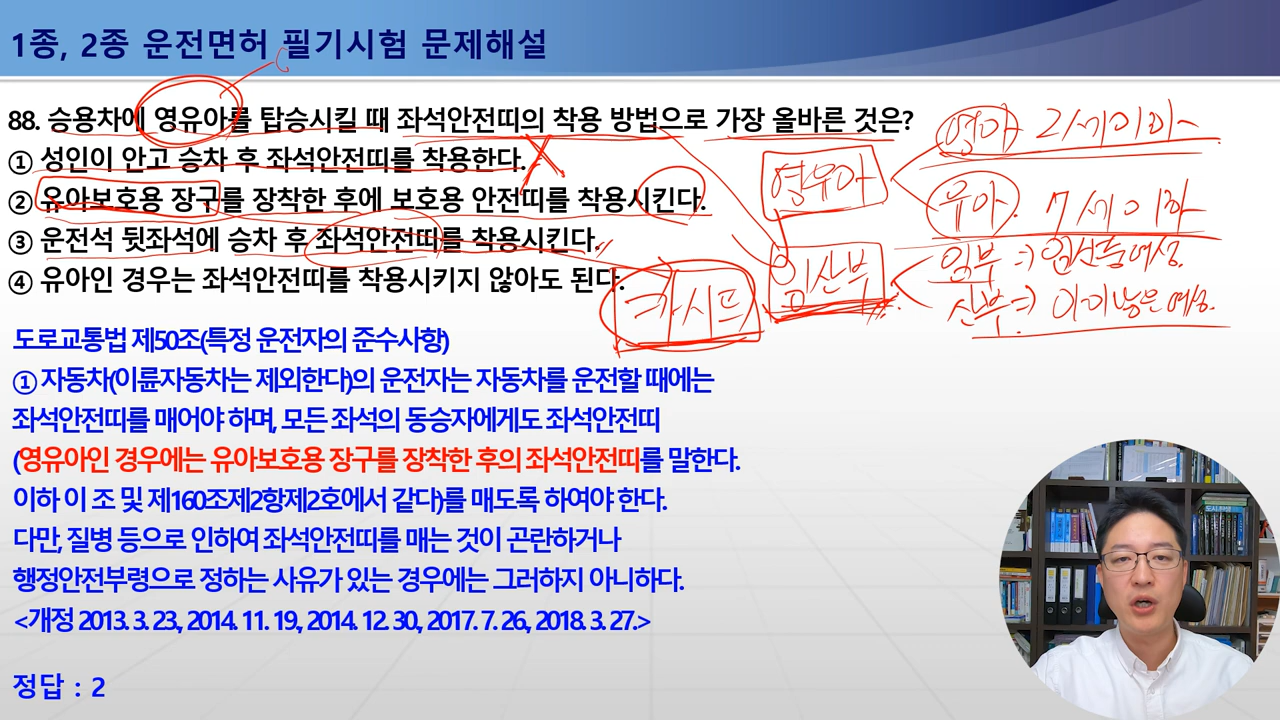 1종, 2종 운전면허 필기시험 문제해설
88. 승용차에 영유아를 탑승시킬 때 좌석안전띠의 착용 방법으로 가장 올바른 것은?
① 성인이 안고 승차 후 좌석안전띠를 착용한다.
② 유아보호용 장구를 장착한 후에 보호용 안전띠를 착용시킨다.
③ 운전석 뒷좌석에 승차 후 좌석안전띠를 착용시킨다.
④ 유아인 경우는 좌석안전띠를 착용시키지 않아도 된다.
영유아
영아 2세이하
유아 7세이하
임산부
임부 ⇒ 임신등여성
산부 ⇒ 아이낳은 여성.
카시트
도로교통법 제50조(특정 운전자의 준수사항)
① 자동차(이륜자동차는 제외한다)의 운전자는 자동차를 운전할 때에는
좌석안전띠를 매어야 하며, 모든 좌석의 동승자에게도 좌석안전띠
(영유아인 경우에는 유아보호용 장구를 장착한 후의 좌석안전띠를 말한다.
이하 이 조 및 제160조제2항제2호에서 같다)를 매도록 하여야 한다.
다만, 질병 등으로 인하여 좌석안전띠를 매는 것이 곤란하거나
행정안전부령으로 정하는 사유가 있는 경우에는 그러하지 아니하다.
<개정 2013. 3. 23, 2014. 11. 19, 2014. 12. 30, 2017. 7. 26, 2018. 3. 27.>
정답 : 2